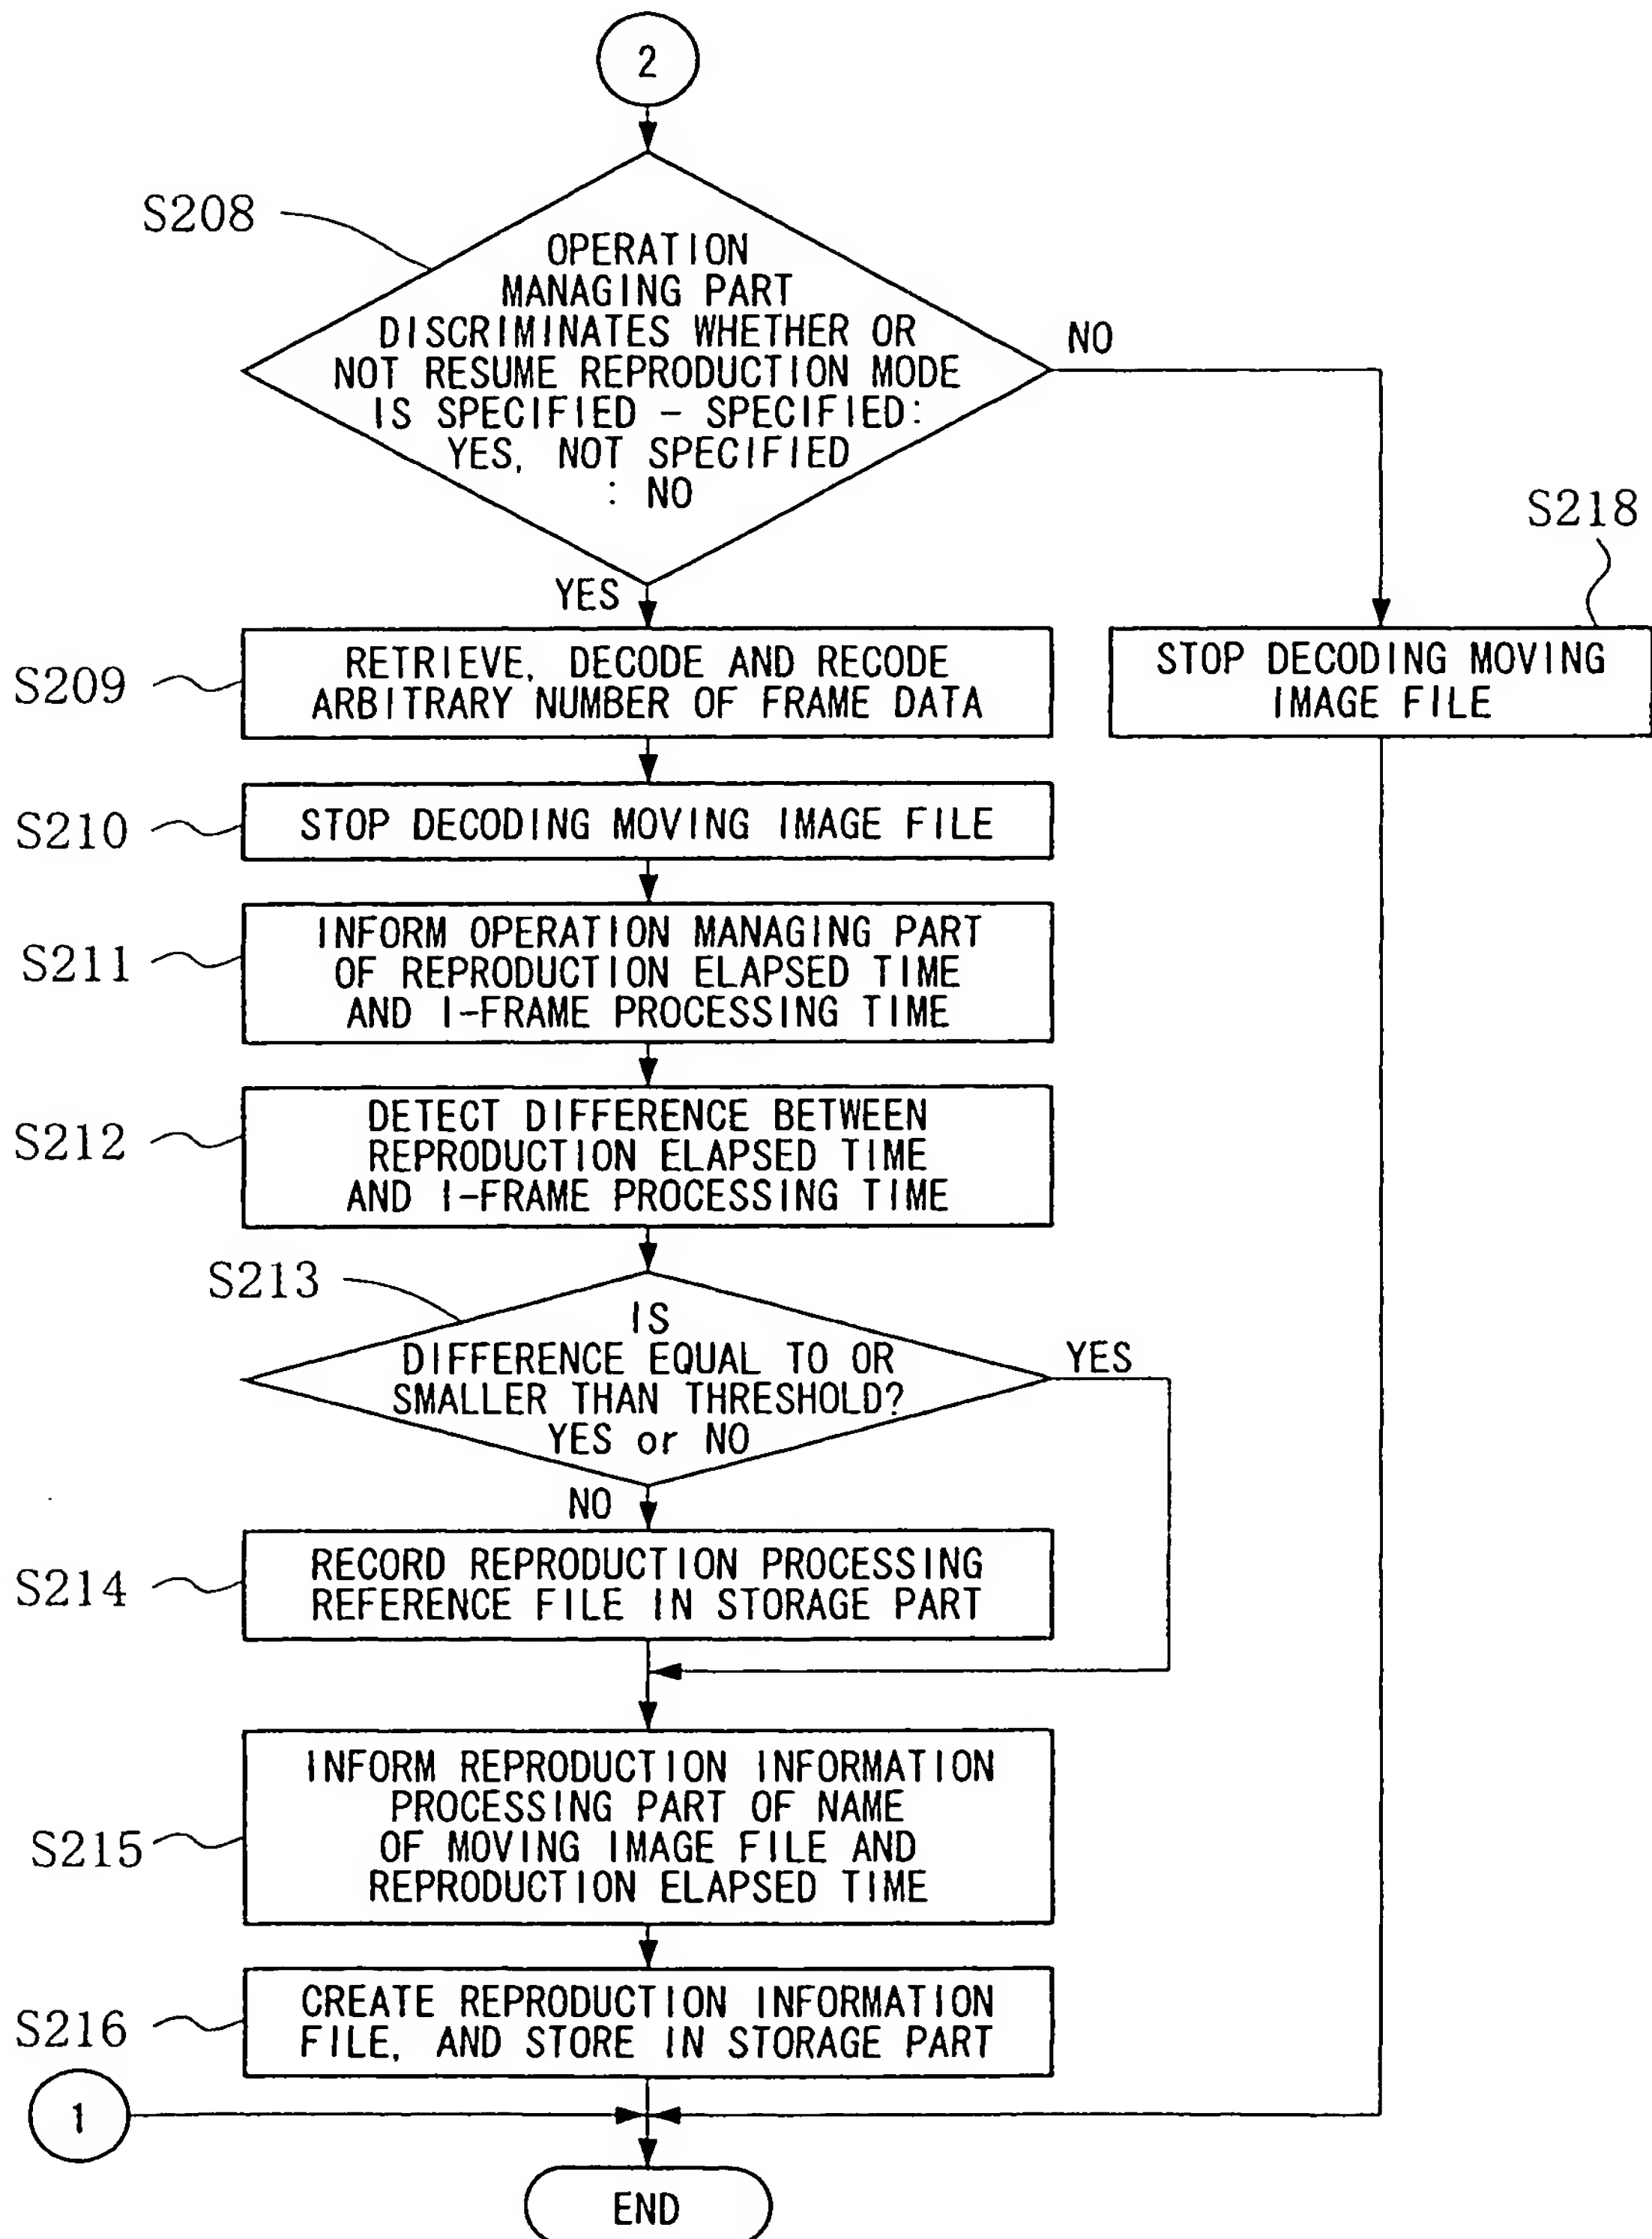 2
S208
OPERATION
MANAGING PART
DISCRIMINATES WHETHER OR
NOT RESUME REPRODUCTION MODE
IS SPECIFIED - SPECIFIED:
YES, NOT SPECIFIED
: NO
NO
YES
S218
STOP DECODING MOVING
IMAGE FILE
S209
RETRIEVE, DECODE AND RECODE
ARBITRARY NUMBER OF FRAME DATA
S210
STOP DECODING MOVING IMAGE FILE
S211
INFORM OPERATION MANAGING PART
OF REPRODUCTION ELAPSED TIME
AND I-FRAME PROCESSING TIME
S212
DETECT DIFFERENCE BETWEEN
REPRODUCTION ELAPSED TIME
AND I-FRAME PROCESSING TIME
S213
IS
DIFFERENCE EQUAL TO OR
SMALLER THAN THRESHOLD?
YES or NO
YES
NO
S214
RECORD REPRODUCTION PROCESSING
REFERENCE FILE IN STORAGE PART
S215
INFORM REPRODUCTION INFORMATION
PROCESSING PART OF NAME
OF MOVING IMAGE FILE AND
REPRODUCTION ELAPSED TIME
S216
CREATE REPRODUCTION INFORMATION
FILE, AND STORE IN STORAGE PART
1
END